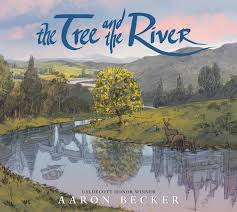 the Tree and the River
CALDECOTT HONOR WINNER
AARON BECKER